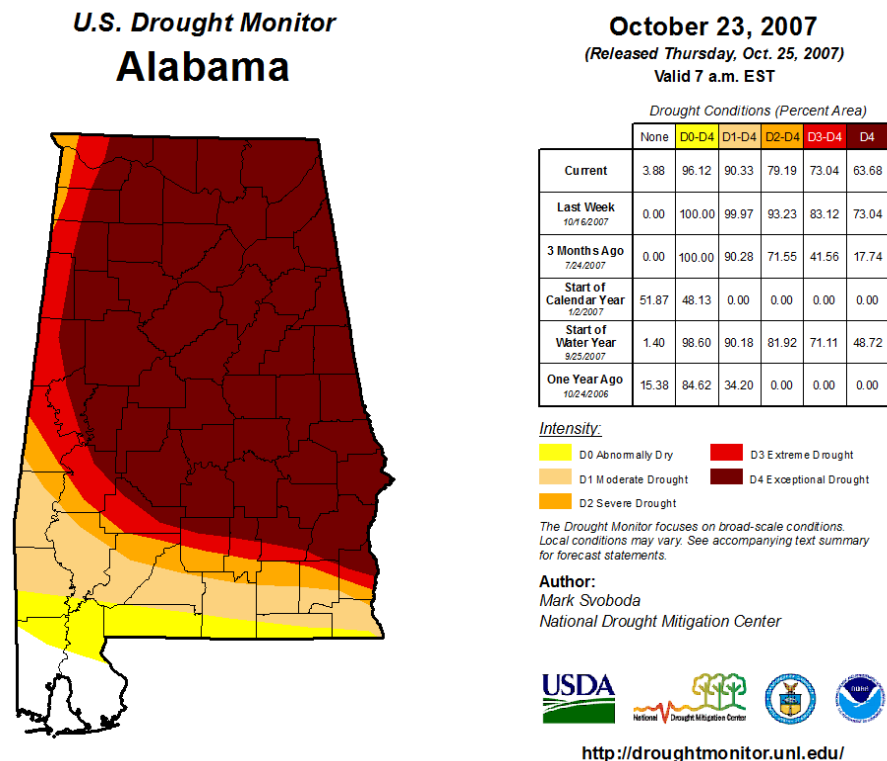 U.S. Drought Monitor
Alabama
October 23, 2007
(Released Thursday, Oct. 25, 2007)
Valid 7 a.m. EST
Drought Conditions (Percent Area)
None D0-D4 D1-D4 D2-D4 D3-D4 D4
Current 3.88 96.12 90.33 79.19 73.04 63.68
Last Week
10/16/2007 0.00 100.00 99.97 93.23 83.12 73.04
3 Months Ago
7/24/2007 0.00 100.00 90.28 71.55 41.56 17.74
Start of
Calendar Year
1/2/2007 51.87 48.13 0.00 0.00 0.00 0.00
Start of
Water Year
9/25/2007 1.40 98.60 90.18 81.92 71.11 48.72
One Year Ago
10/24/2006 15.38 84.62 34.20 0.00 0.00 0.00
Intensity:
D0 Abnormally Dry
D1 Moderate Drought
D2 Severe Drought
D3 Extreme Drought
D4 Exceptional Drought
The Drought Monitor focuses on broad-scale conditions.
Local conditions may vary. See accompanying text summary
for forecast statements.
Author:
Mark Svoboda
National Drought Mitigation Center
USDA
National Drought Mitigation Center
NOAA
http://droughtmonitor.unl.edu/